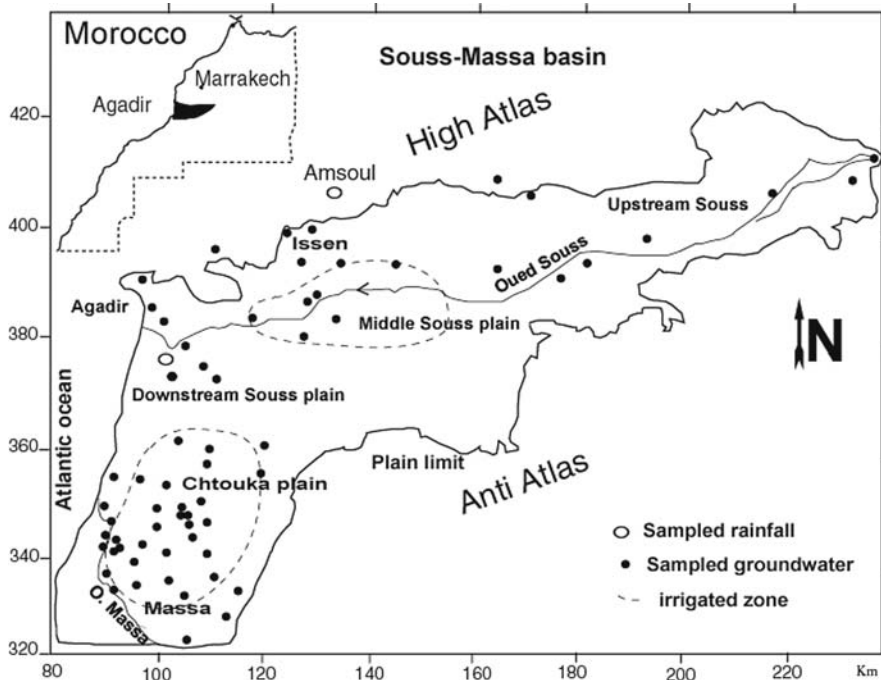 Morocco
Souss-Massa basin
Marrakech
Agadir
High Atlas
420
Amsoul
Upstream Souss
400
Issen
Oued Souss
Agadir
380
Middle Souss plain
N
Downstream Souss plain
Atlantic ocean
360
Plain limit
Chtouka plain
Anti Atlas
Sampled rainfall
340
Sampled groundwater
Massa
irrigated zone
O. Massa
320
80 100 120 140 160 180 200 220 Km